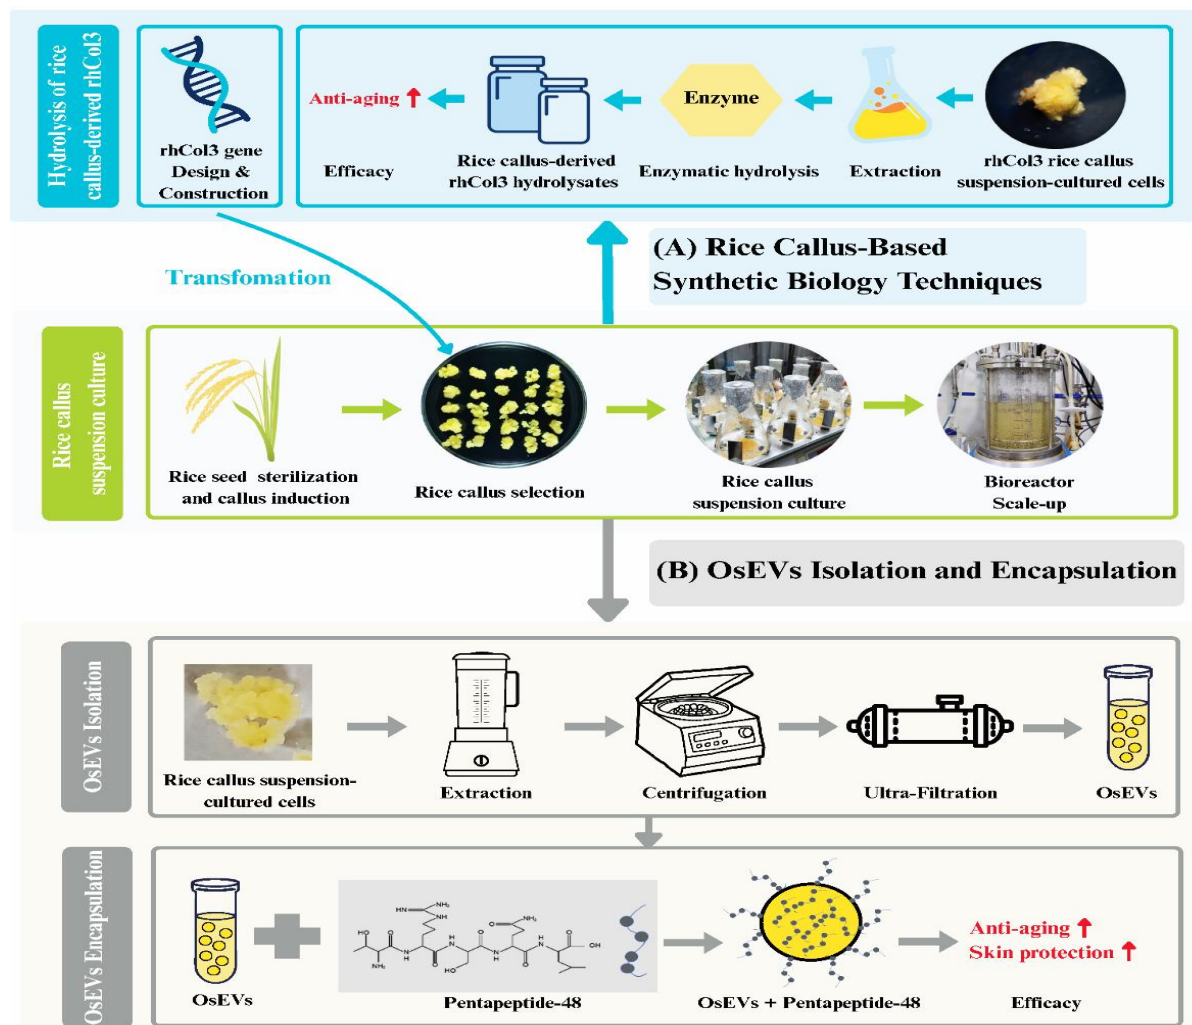 Hydrolysis of rice
callus-derived rhCol3
rhCol3 gene
Design &
Construction
Anti-aging ↑
Efficacy
Rice callus-derived
rhCol3 hydrolysates
Enzyme
Enzymatic hydrolysis
Extraction
rhCol3 rice callus
suspension-cultured cells
Transfomation
(A) Rice Callus-Based
Synthetic Biology Techniques
Rice callus
suspension culture
Rice seed sterilization
and callus induction
Rice callus selection
Rice callus
suspension culture
Bioreactor
Scale-up
(B) OsEVs Isolation and Encapsulation
OsEVs Isolation
Rice callus suspension-
cultured cells
Extraction
Centrifugation
Ultra-Filtration
OsEVs
OsEVs Encapsulation
OsEVs
Pentapeptide-48
OsEVs + Pentapeptide-48
Anti-aging ↑
Skin protection ↑
Efficacy